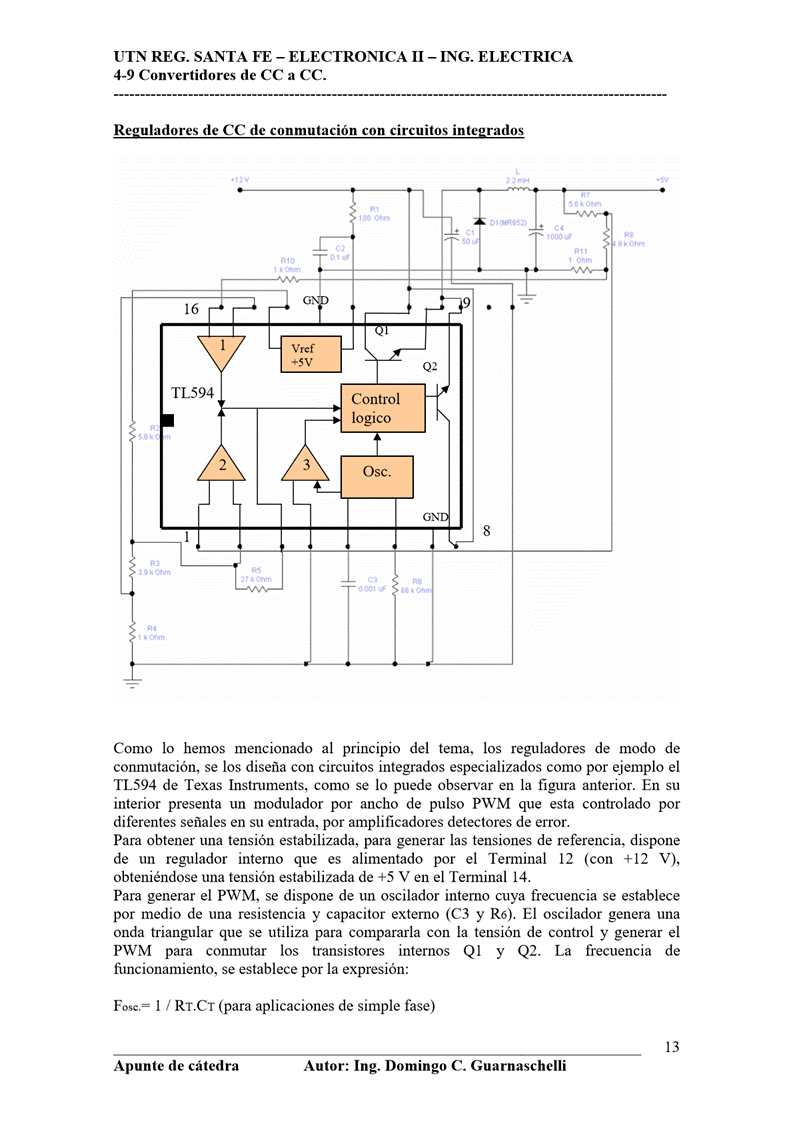 UTN REG. SANTA FE – ELECTRONICA II – ING. ELECTRICA
4-9 Convertidores de CC a CC.
Reguladores de CC de conmutación con circuitos integrados
L
2.2 mH
+12 V
+5V
R7
5.6 k Ohm
R1
100 Ohm
D1(MR852)
C1
50 uF
C4
1000 uF
R8
4.9 k Ohm
C2
0.1 uF
R11
1 Ohm
R10
1 k Ohm
16
GND
9
Q1
1
Vref
+5V
Q2
TL594
Control
logico
R2
5.6 k Ohm
2
3
Osc.
GND
1
8
R3
3.9 k Ohm
R5
27 k Ohm
C3
0.001 uF
R6
68 k Ohm
R4
1 k Ohm
Como lo hemos mencionado al principio del tema, los reguladores de modo de
conmutación, se los diseña con circuitos integrados especializados como por ejemplo el
TL594 de Texas Instruments, como se lo puede observar en la figura anterior. En su
interior presenta un modulador por ancho de pulso PWM que esta controlado por
diferentes señales en su entrada, por amplificadores detectores de error.
Para obtener una tensión estabilizada, para generar las tensiones de referencia, dispone
de un regulador interno que es alimentado por el Terminal 12 (con +12 V),
obteniéndose una tensión estabilizada de +5 V en el Terminal 14.
Para generar el PWM, se dispone de un oscilador interno cuya frecuencia se establece
por medio de una resistencia y capacitor externo (C3 y R6). El oscilador genera una
onda triangular que se utiliza para compararla con la tensión de control y generar el
PWM para conmutar los transistores internos Q1 y Q2. La frecuencia de
funcionamiento, se establece por la expresión:
Fosc.= 1 / RT.CT (para aplicaciones de simple fase)
13
Apunte de cátedra Autor: Ing. Domingo C. Guarnaschelli